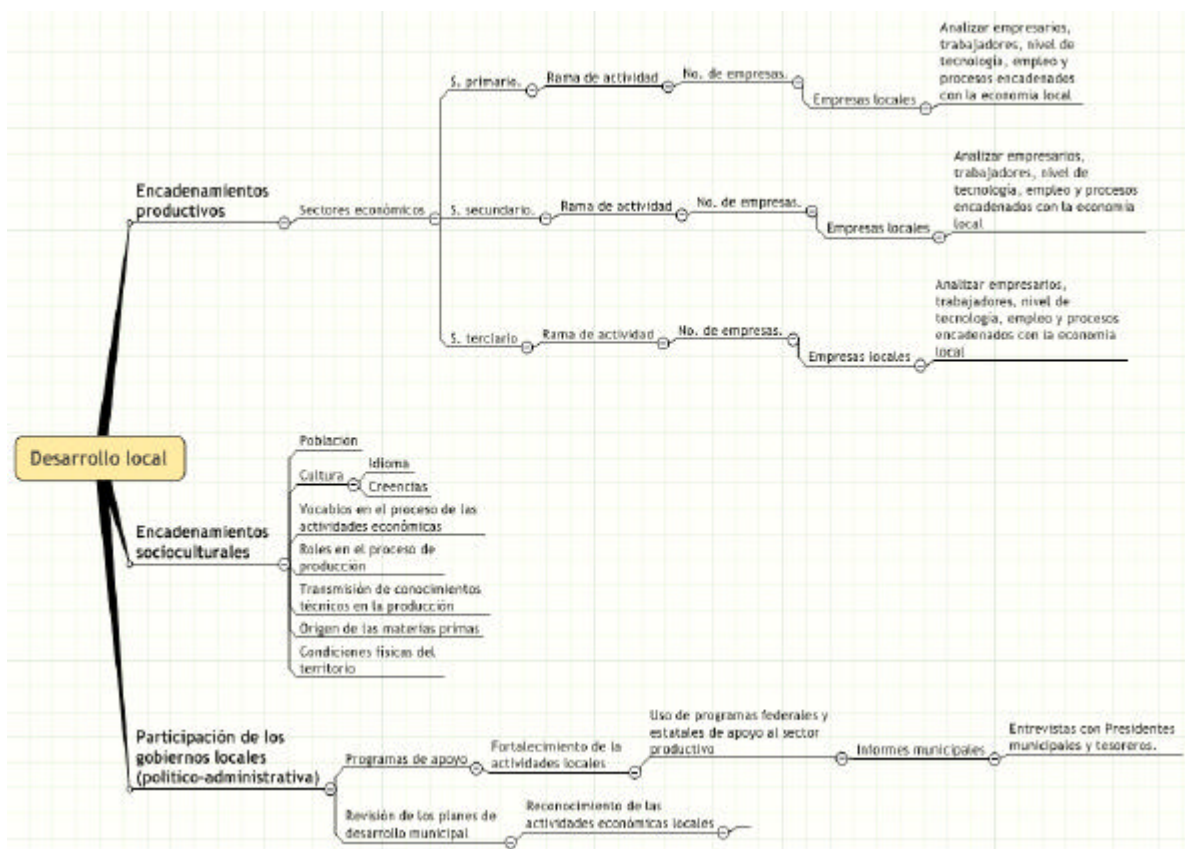 Desarrollo local
Encadenamientos
productivos
Sectores económicos
S. primario.
Rama de actividad
No. de empresas.
Empresas locales
Analizar empresarios,
trabajadores, nivel de
tecnología, empleo y
procesos encadenados
con la economía local
S. secundario.
Rama de actividad
No. de empresas.
Empresas locales
Analizar empresarios,
trabajadores, nivel de
tecnología, empleo y procesos
encadenados con la economía
local
S. terciario
Rama de actividad
No. de empresas.
Empresas locales
Analizar empresarios,
trabajadores, nivel de
tecnología, empleo y procesos
encadenados con la economía
local
Encadenamientos
socioculturales
Población
Cultura
Idioma
Creencias
Vocablos en el proceso de las
actividades económicas
Roles en el proceso de
producción
Transmisión de conocimientos
técnicos en la producción
Origen de las materias primas
Condiciones físicas del
territorio
Participación de los
gobiernos locales
(político-administrativa)
Programas de apoyo
Fortalecimiento de la
actividades locales
Uso de programas federales y
estatales de apoyo al sector
productivo
Informes municipales
Entrevistas con Presidentes
municipales y tesoreros.
Revisión de los planes de
desarrollo municipal
Reconocimiento de las
actividades económicas locales